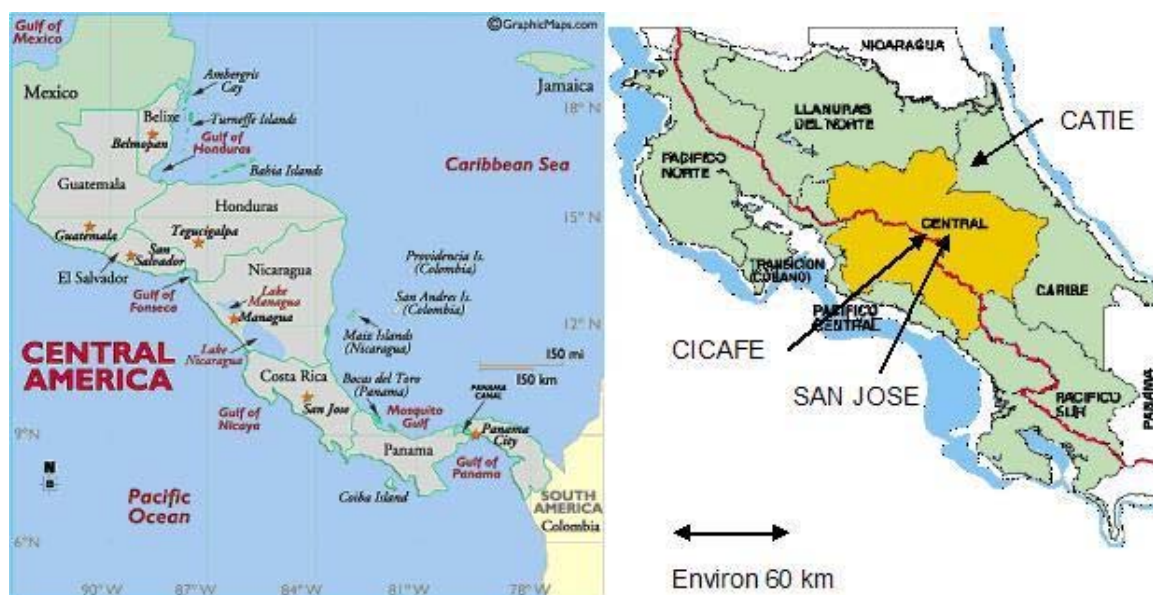 ©GraphicMaps.com
Gulf of
Mexico
Ambergris
Cay
Jamaica
Mexico
18°N
Belize
Turneffe Islands
Belmopan
Gulf of
Honduras
Caribbean Sea
Bahia Islands
Guatemala
Honduras
15°N
Guatemala
Tegucigalpa
San
Salvador
Providencia Is.
(Colombia)
El Salvador
Nicaragua
Gulf of
Fonseca
Lake
Managua
San Andres Is.
(Colombia)
Managua
12°N
CENTRAL
AMERICA
Lake
Nicaragua
Maiz Islands
(Nicaragua)
150 mi
150 km
Costa Rica
Bocas del Toro
(Panama)
PANAMA
CANAL
San Jose
Mosquito
Gulf
Gulf of
Nicoya
9°N
Panama
City
Panama
N
Gulf of
Panama
Pacific
Ocean
Coiba Island
SOUTH
AMERICA
Colombia
6°N
90°W
87°W
84°W
81°W
78°W
NICARAGUA
LLANURAS
DEL NORTE
CATIE
PACIFICO
NORTE
CENTRAL
(COBANO)
CARIBE
PACIFICO
CENTRAL
CICAFE
SAN JOSE
PACIFICO
SUR
PANAMA
Environ 60 km